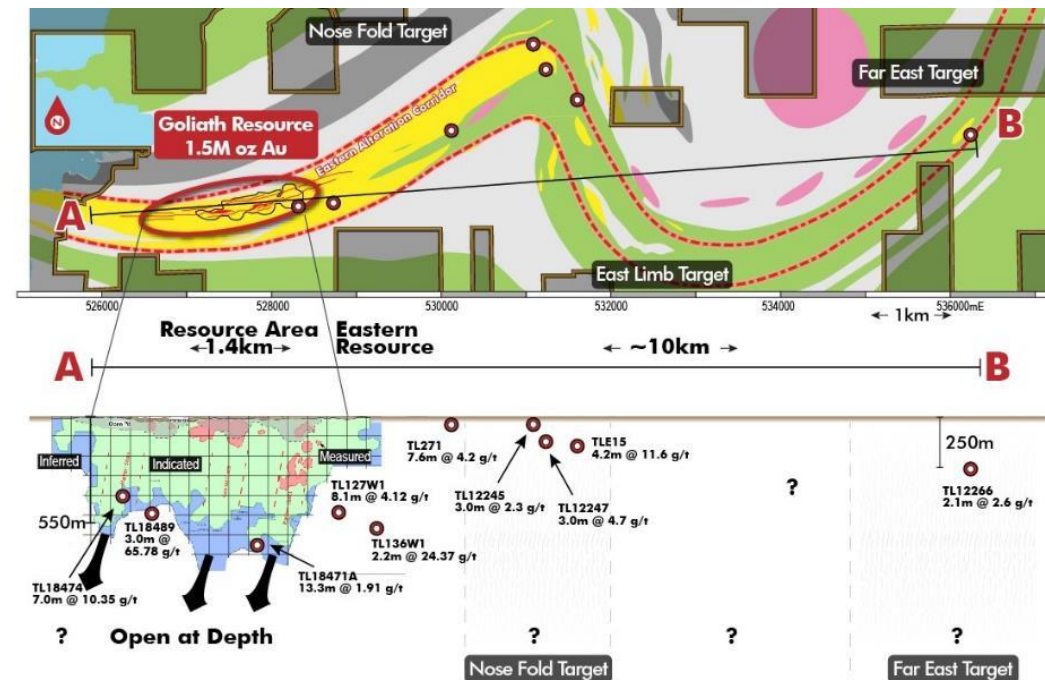 Nose Fold Target
Far East Target
N
Goliath Resource
1.5M oz Au
Eastern Alteration Corridor
B
A
East Limb Target
526000
528000
530000
532000
534000
536000mE
1km
Resource Area
1.4km
Eastern
Resource
~10km
A
B
Inferred
Indicated
Measured
550m
TL18489
3.0m @
65.78 g/t
TL18474
7.0m @ 10.35 g/t
TL127W1
8.1m @ 4.12 g/t
TL136W1
2.2m @ 24.37 g/t
TL18471A
13.3m @ 1.91 g/t
TL271
7.6m @ 4.2 g/t
TL12245
3.0m @ 2.3 g/t
TL12247
3.0m @ 4.7 g/t
TLE15
4.2m @ 11.6 g/t
?
250m
TL12266
2.1m @ 2.6 g/t
?
Open at Depth
?
?
?
Nose Fold Target
Far East Target